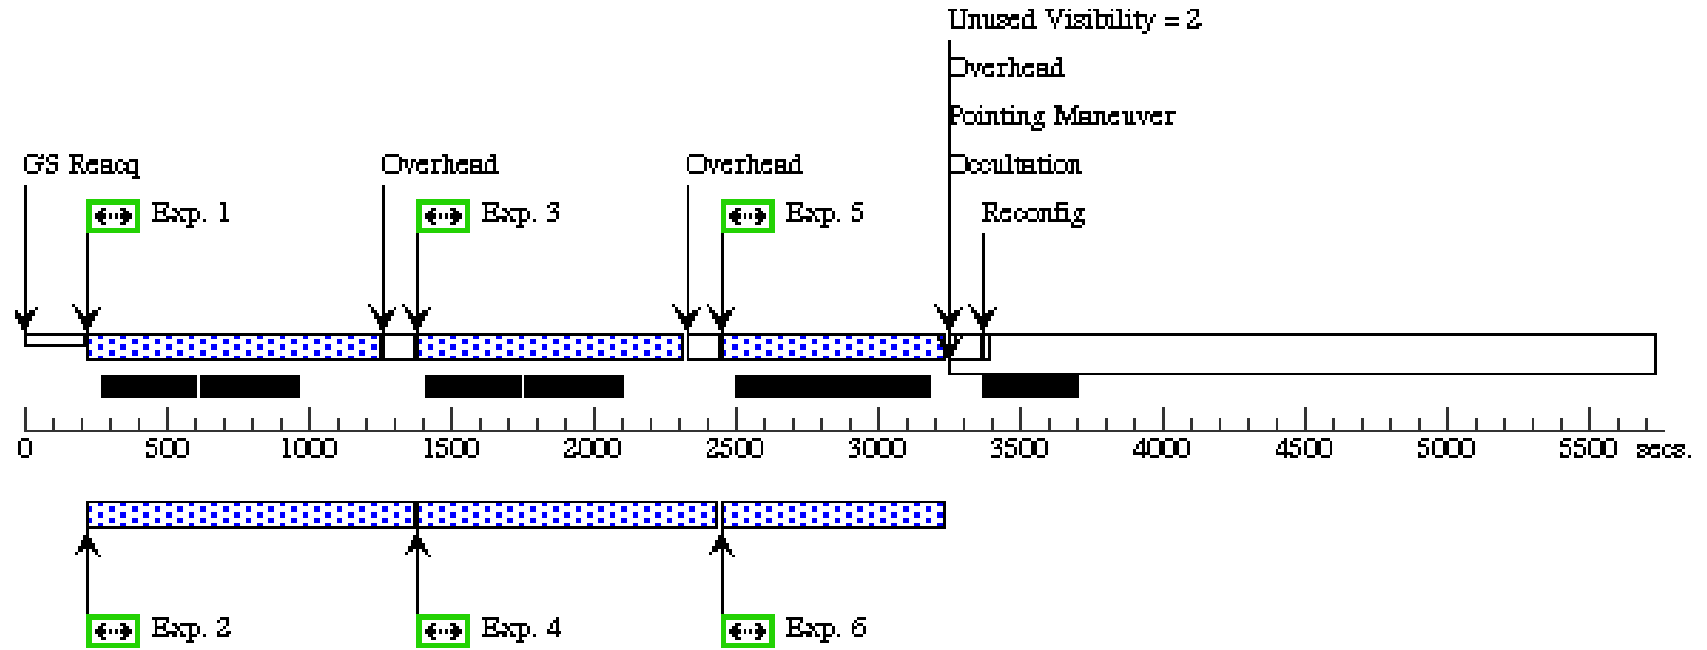 Unused Visibility = 2
Overhead
Pointing Maneuver
GS Reacq Overhead Overhead Occultation
Exp. 1 Exp. 3 Exp. 5 Reconfig
0 500 1000 1500 2000 2500 3000 3500 4000 4500 5000 5500 secs.
Exp. 2 Exp. 4 Exp. 6